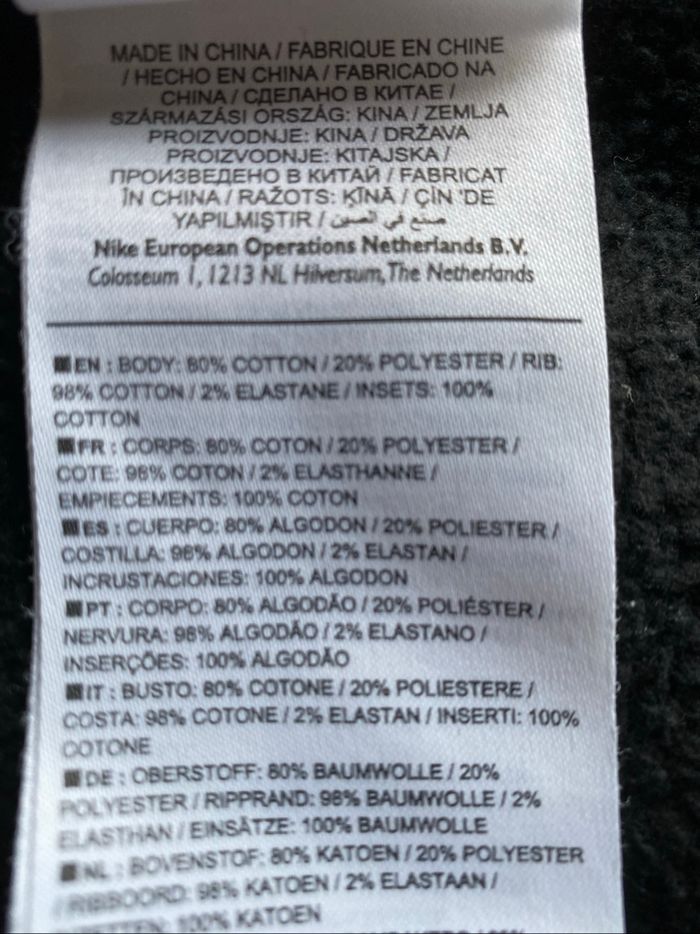 MADE IN CHINA / FABRIQUE EN CHINE
/ HECHO EN CHINA / FABRICADO NA
CHINA / СДЕЛАНО В КИТАЕ /
SZÁRMAZÁSI ORSZÁG: KINA / ZEMLJA
PROIZVODNJE: KINA / DRŽAVA
PROIZVODNJE: KITAJSKA /
ПРОИЗВЕДЕНО В КИТАЙ / FABRICAT
ÎN CHINA / RAŽOTS: ĶĪNĀ / ÇİN 'DE
YAPILMIŞTIR / صنع في الصين
Nike European Operations Netherlands B.V.
Colosseum 1, 1213 NL Hilversum, The Netherlands
EN : BODY: 80% COTTON / 20% POLYESTER / RIB:
98% COTTON / 2% ELASTANE / INSETS: 100%
COTTON
FR : CORPS: 80% COTON / 20% POLYESTER /
COTE: 98% COTON / 2% ELASTHANNE /
EMPIECEMENTS: 100% COTON
ES : CUERPO: 80% ALGODON / 20% POLIESTER /
COSTILLA: 98% ALGODON / 2% ELASTAN /
INCRUSTACIONES: 100% ALGODON
PT : CORPO: 80% ALGODÃO / 20% POLIÉSTER /
NERVURA: 98% ALGODÃO / 2% ELASTANO /
INSERÇÕES: 100% ALGODÃO
IT : BUSTO: 80% COTONE / 20% POLIESTERE /
COSTA: 98% COTONE / 2% ELASTAN / INSERTI: 100%
COTONE
DE : OBERSTOFF: 80% BAUMWOLLE / 20%
POLYESTER / RIPPRAND: 98% BAUMWOLLE / 2%
ELASTHAN / EINSÄTZE: 100% BAUMWOLLE
NL : BOVENSTOF: 80% KATOEN / 20% POLYESTER
/ RIBBOORD: 98% KATOEN / 2% ELASTAAN /
100% KATOEN